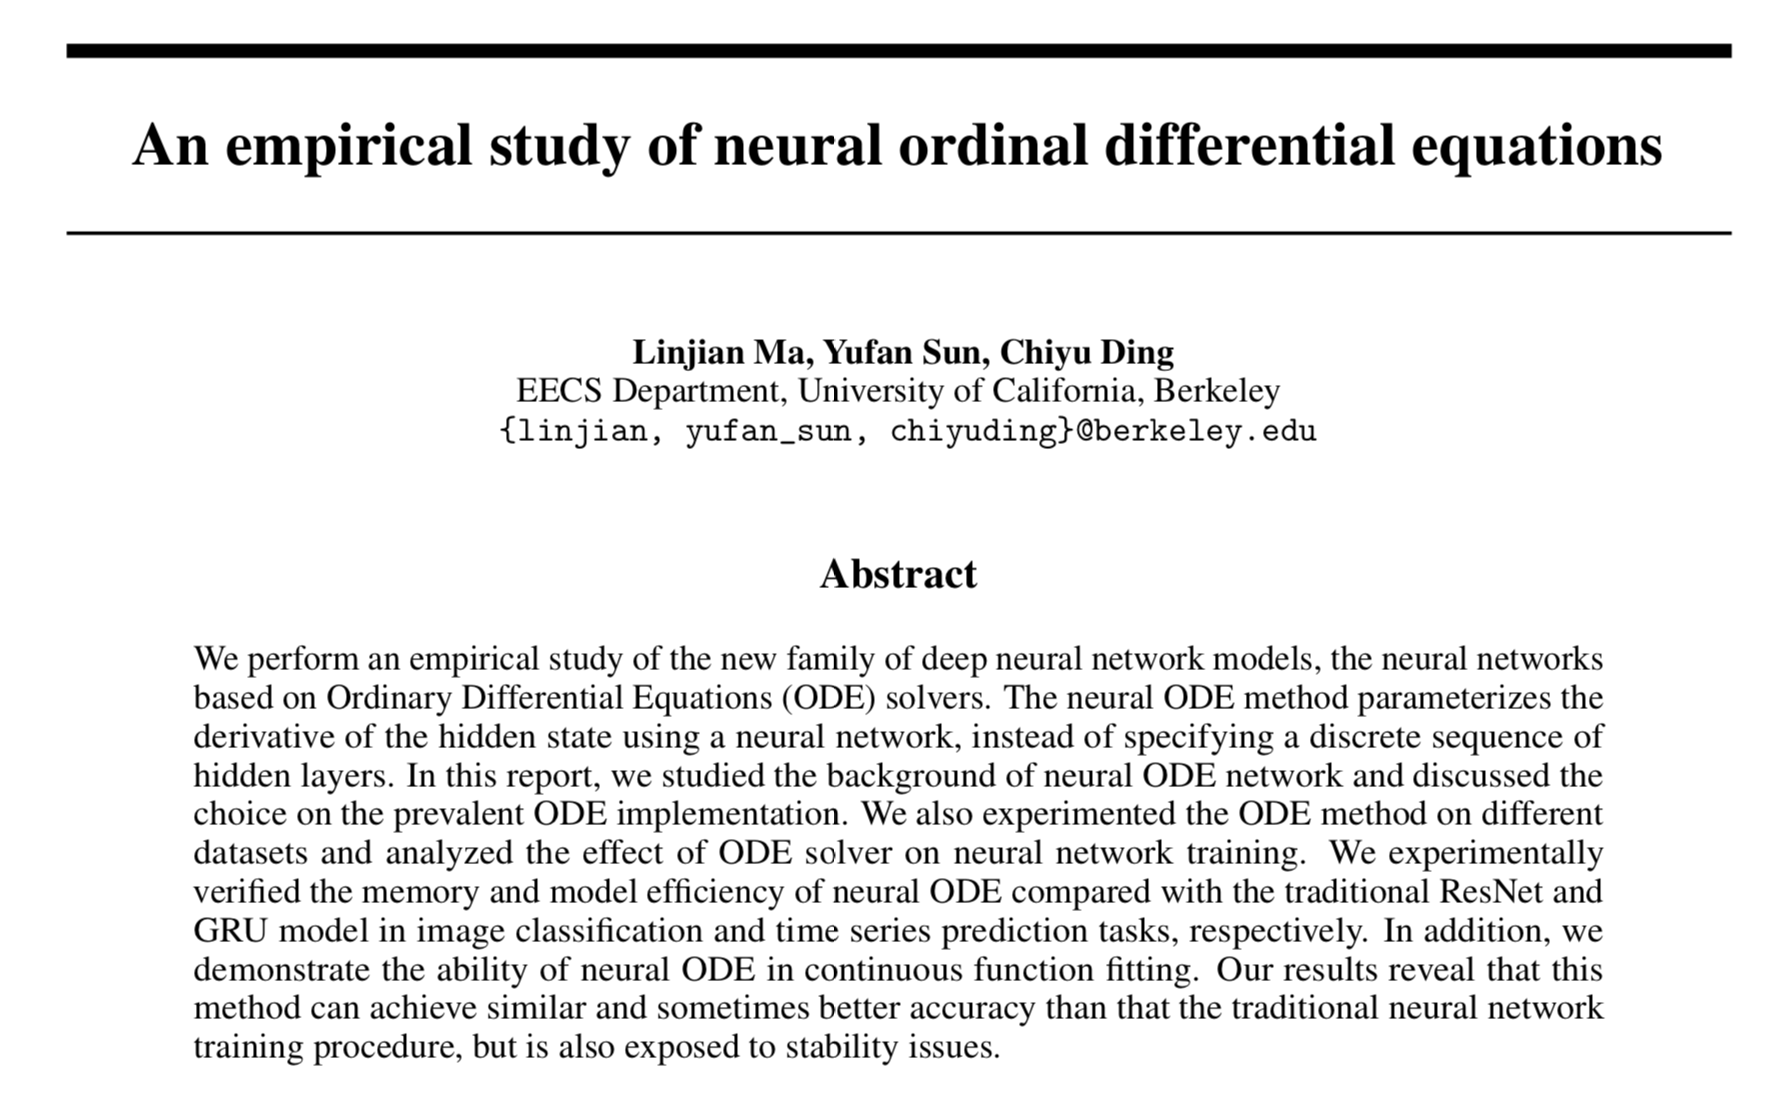 An empirical study of neural ordinal differential equations
Linjian Ma, Yufan Sun, Chiyu Ding
EECS Department, University of California, Berkeley
{linjian, yufan_sun, chiyuding}@berkeley.edu
Abstract
We perform an empirical study of the new family of deep neural network models, the neural networks
based on Ordinary Differential Equations (ODE) solvers. The neural ODE method parameterizes the
derivative of the hidden state using a neural network, instead of specifying a discrete sequence of
hidden layers. In this report, we studied the background of neural ODE network and discussed the
choice on the prevalent ODE implementation. We also experimented the ODE method on different
datasets and analyzed the effect of ODE solver on neural network training. We experimentally
verified the memory and model efficiency of neural ODE compared with the traditional ResNet and
GRU model in image classification and time series prediction tasks, respectively. In addition, we
demonstrate the ability of neural ODE in continuous function fitting. Our results reveal that this
method can achieve similar and sometimes better accuracy than that the traditional neural network
training procedure, but is also exposed to stability issues.